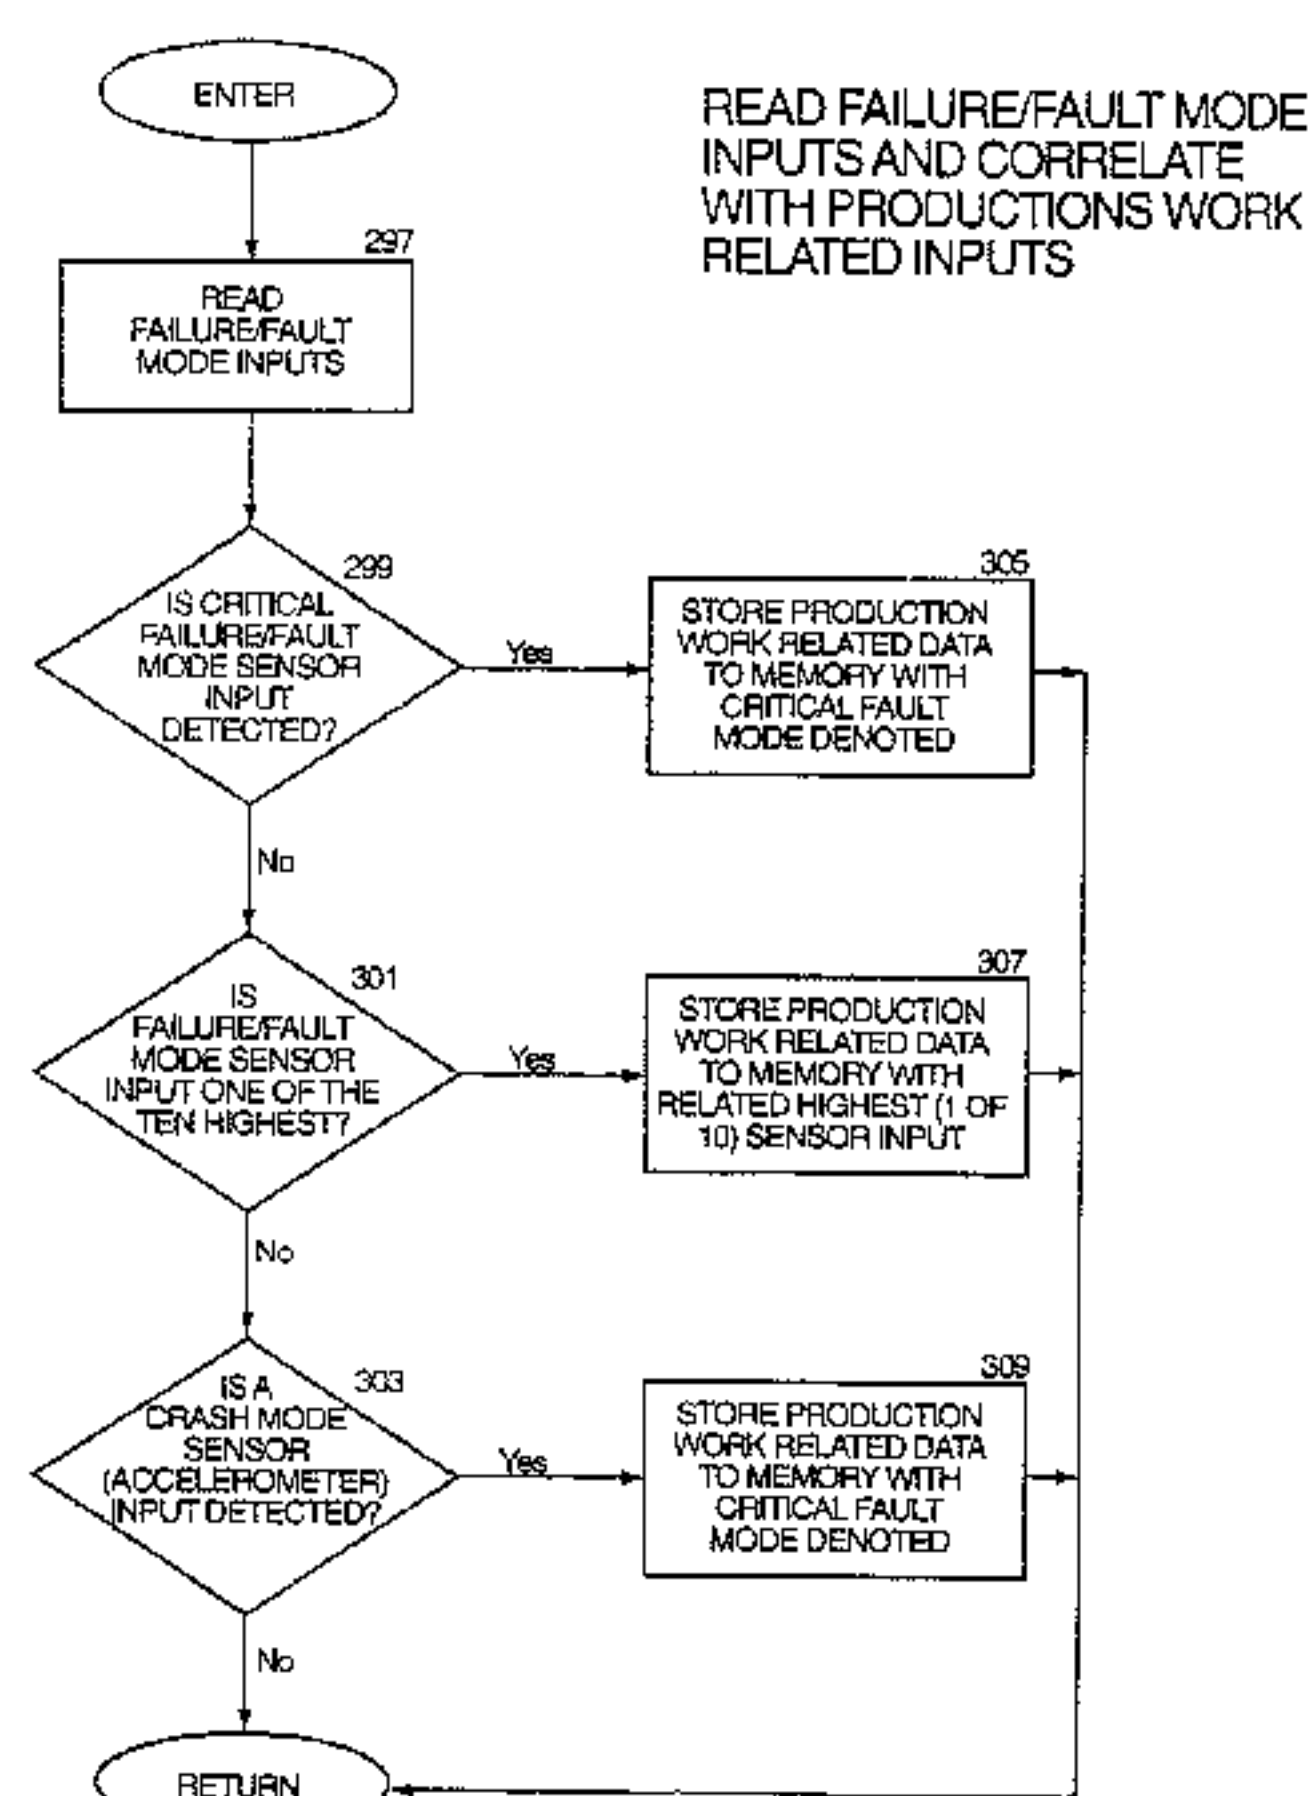 ENTER
READ FAILURE/FAULT MODE
INPUTS AND CORRELATE
WITH PRODUCTIONS WORK
RELATED INPUTS
297
READ
FAILURE/FAULT
MODE INPUTS
299
IS CRITICAL
FAILURE/FAULT
MODE SENSOR
INPUT
DETECTED?
Yes
305
STORE PRODUCTION
WORK RELATED DATA
TO MEMORY WITH
CRITICAL FAULT
MODE DENOTED
No
301
IS
FAILURE/FAULT
MODE SENSOR
INPUT ONE OF THE
TEN HIGHEST?
Yes
307
STORE PRODUCTION
WORK RELATED DATA
TO MEMORY WITH
RELATED HIGHEST (1 OF
10) SENSOR INPUT
No
303
IS A
CRASH MODE
SENSOR
(ACCELEROMETER)
INPUT DETECTED?
Yes
309
STORE PRODUCTION
WORK RELATED DATA
TO MEMORY WITH
CRITICAL FAULT
MODE DENOTED
No
RETURN